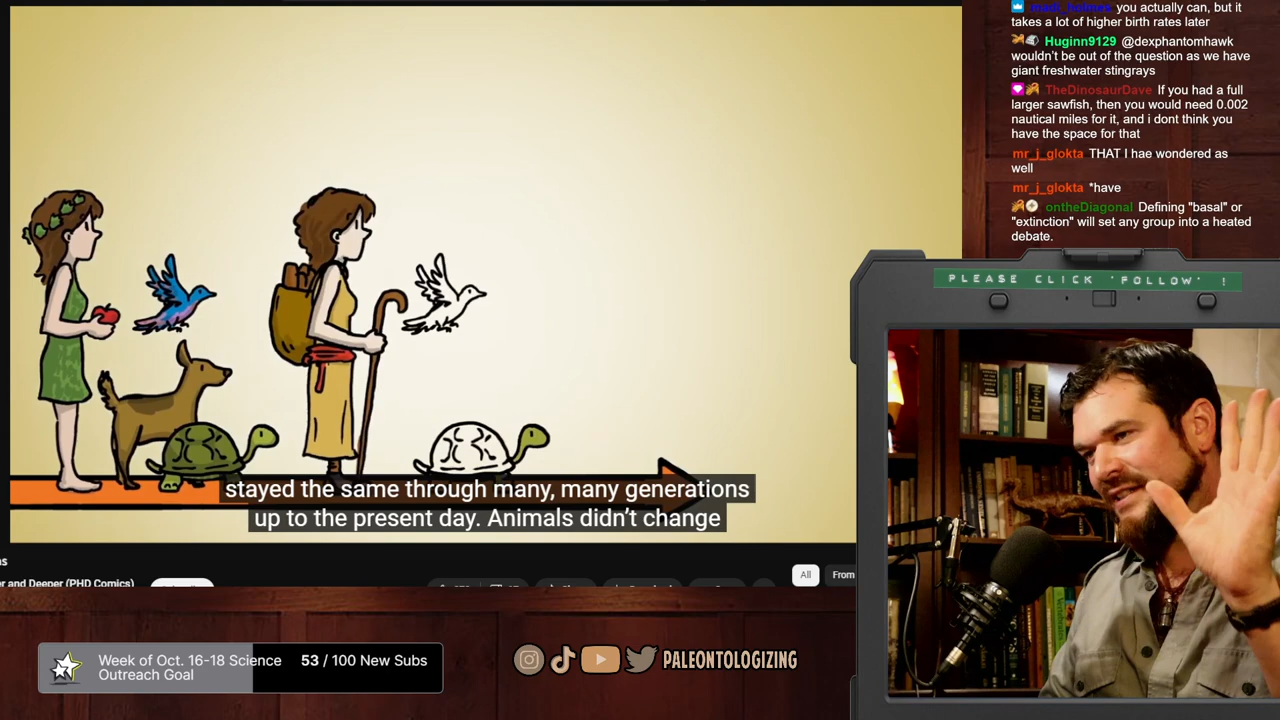 you actually can, but it
takes a lot of higher birth rates later
Huginn9129 @dexphantomhawk
wouldn't be out of the question as we have
giant freshwater stingrays
TheDinosaurDave If you had a full
larger sawfish, then you would need 0.002
nautical miles for it, and i dont think you
have the space for that
mr_j_glokta THAT I hae wondered as
well
mr_j_glokta *have
ontheDiagonal Defining "basal" or
"extinction" will set any group into a heated
debate.
PLEASE CLICK 'FOLLOW' !
stayed the same through many, many generations
up to the present day. Animals didn't change
er and Deeper (PHD Comics)
All
From
Week of Oct. 16-18 Science
Outreach Goal
53 / 100 New Subs
PALEONTOLOGIZING